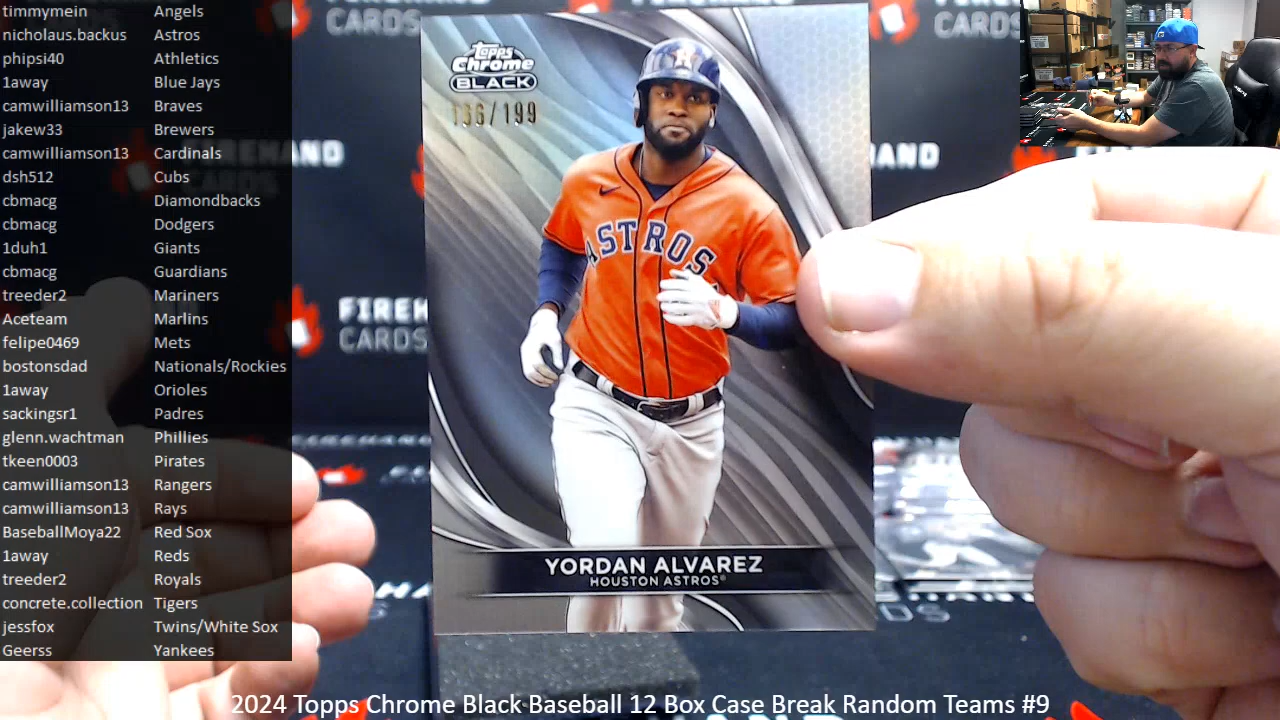 timmymein Angels
nicholaus.backus Astros
phipsi40 Athletics
1away Blue Jays
camwilliamson13 Braves
jakew33 Brewers
camwilliamson13 Cardinals
dsh512 Cubs
cbmacg Diamondbacks
cbmacg Dodgers
1duh1 Giants
cbmacg Guardians
treeder2 Mariners
Aceteam Marlins
felipe0469 Mets
bostonsdad Nationals/Rockies
1away Orioles
sackingsr1 Padres
glenn.wachtman Phillies
tkeen0003 Pirates
camwilliamson13 Rangers
camwilliamson13 Rays
BaseballMoya22 Red Sox
1away Reds
treeder2 Royals
concrete.collection Tigers
jessfox Twins/White Sox
Geerss Yankees
Topps
Chrome
BLACK
136/199
ASTROS
YORDAN ALVAREZ
HOUSTON ASTROS®
CARDS
CARDS
FIREHAND
CARDS
2024 Topps Chrome Black Baseball 12 Box Case Break Random Teams #9